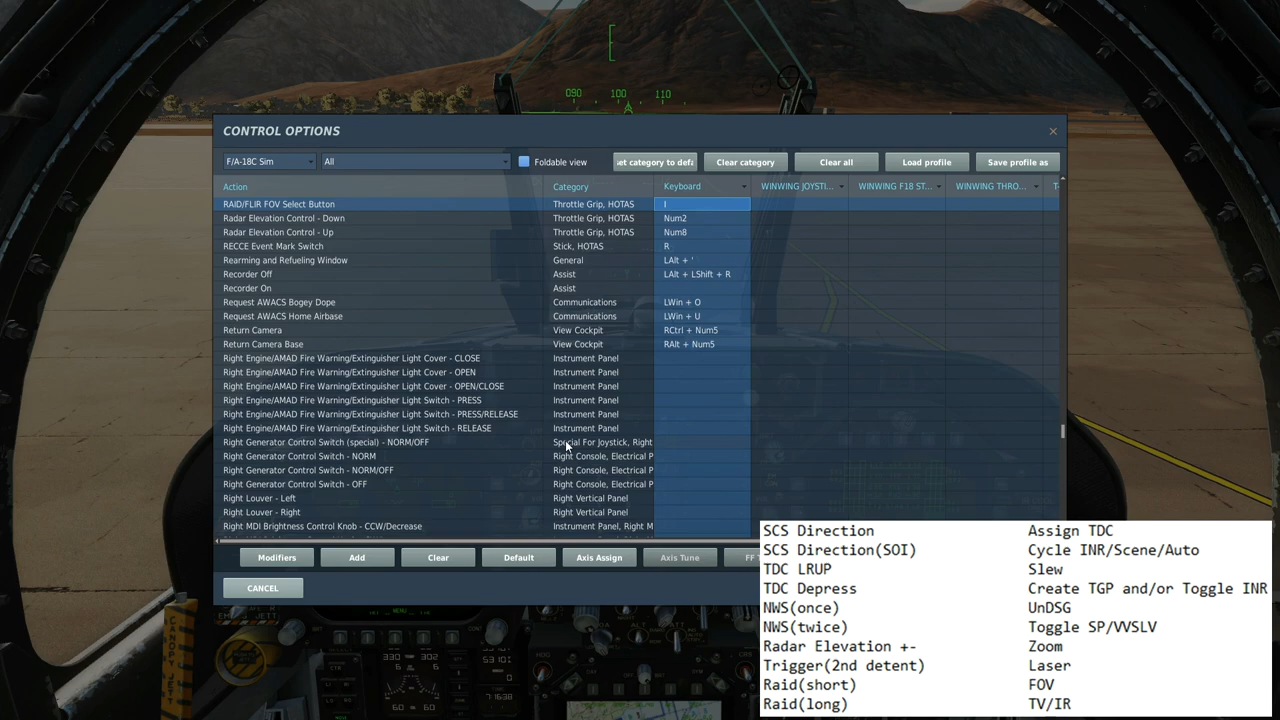 090 100 110
CONTROL OPTIONS
F/A-18C Sim All Foldable view Clear category Clear all Load profile Save profile as
Action Category Keyboard WINWING JOYSTI... WINWING F18 ST... WINWING THRO...
RAID/FLIR FOV Select Button Throttle Grip, HOTAS I
Radar Elevation Control - Down Throttle Grip, HOTAS Num2
Radar Elevation Control - Up Throttle Grip, HOTAS Num8
RECCE Event Mark Switch Stick, HOTAS R
Rearming and Refueling Window General LAlt + '
Recorder Off Assist LAlt + LShift + R
Recorder On Assist
Request AWACS Bogey Dope Communications LWin + O
Request AWACS Home Airbase Communications LWin + U
Return Camera View Cockpit RCtrl + Num5
Return Camera Base View Cockpit RAlt + Num5
Right Engine/AMAD Fire Warning/Extinguisher Light Cover - CLOSE Instrument Panel
Right Engine/AMAD Fire Warning/Extinguisher Light Cover - OPEN Instrument Panel
Right Engine/AMAD Fire Warning/Extinguisher Light Cover - OPEN/CLOSE Instrument Panel
Right Engine/AMAD Fire Warning/Extinguisher Light Switch - PRESS Instrument Panel
Right Engine/AMAD Fire Warning/Extinguisher Light Switch - PRESS/RELEASE Instrument Panel
Right Engine/AMAD Fire Warning/Extinguisher Light Switch - RELEASE Instrument Panel
Right Generator Control Switch (special) - NORM/OFF Special For Joystick, Right
Right Generator Control Switch - NORM Right Console, Electrical P
Right Generator Control Switch - NORM/OFF Right Console, Electrical P
Right Generator Control Switch - OFF Right Console, Electrical P
Right Louver - Left Right Vertical Panel
Right Louver - Right Right Vertical Panel
Right MDI Brightness Control Knob - CCW/Decrease Instrument Panel, Right M
Modifiers Add Clear Default Axis Assign Axis Tune FF T
CANCEL
SCS Direction Assign TDC
SCS Direction(SOI) Cycle INR/Scene/Auto
TDC LRUP Slew
TDC Depress Create TGP and/or Toggle INR
NWS(once) UnDSG
NWS(twice) Toggle SP/VVSLV
Radar Elevation +- Zoom
Trigger(2nd detent) Laser
Raid(short) FOV
Raid(long) TV/IR
MENU
CANOPY JETT
330 302